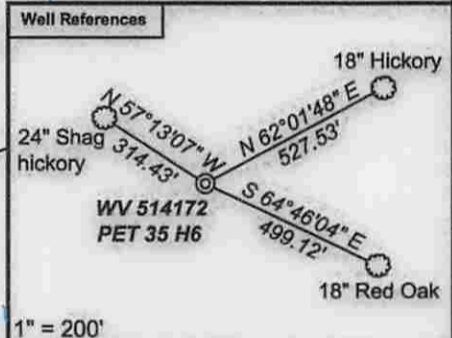 Well References
18" Hickory
N 57°13'07" W
314.43'
N 62°01'48" E
527.53'
24" Shag
hickory
S 64°46'04" E
499.12'
WV 514172
PET 35 H6
18" Red Oak
1" = 200'